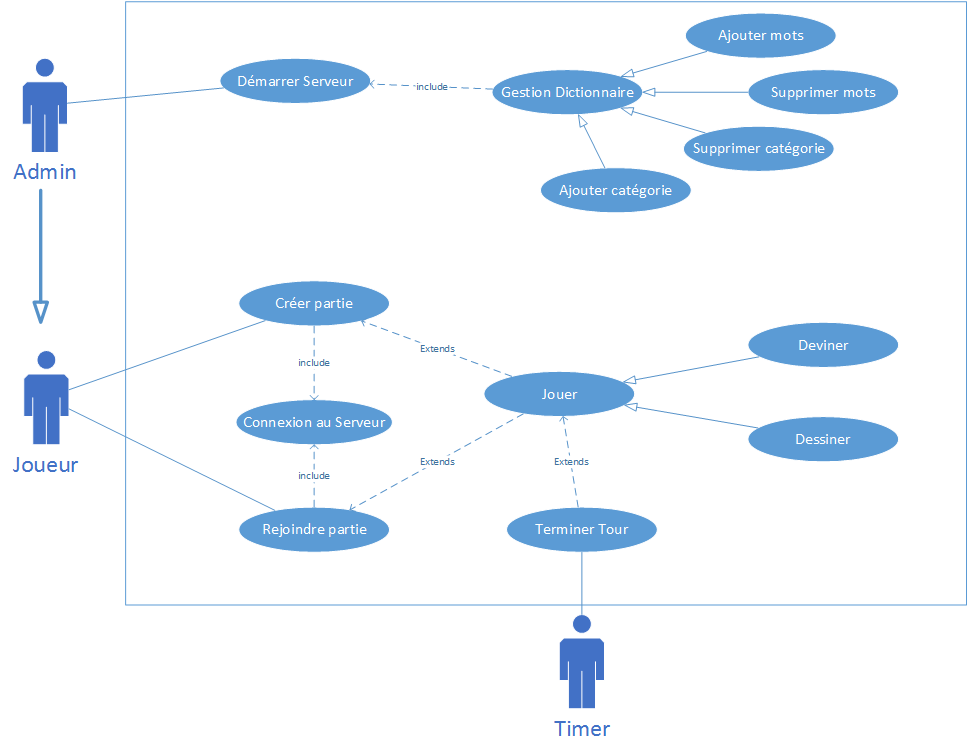 Ajouter mots
Démarrer Serveur
include
Gestion Dictionnaire
Supprimer mots
Supprimer catégorie
Admin
Ajouter catégorie
Créer partie
Extends
Deviner
include
Jouer
Connexion au Serveur
Dessiner
Joueur
include
Extends
Extends
Rejoindre partie
Terminer Tour
Timer